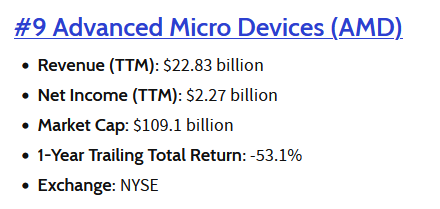 #9 Advanced Micro Devices (AMD)
Revenue (TTM): $22.83 billion
Net Income (TTM): $2.27 billion
Market Cap: $109.1 billion
1-Year Trailing Total Return: -53.1%
Exchange: NYSE